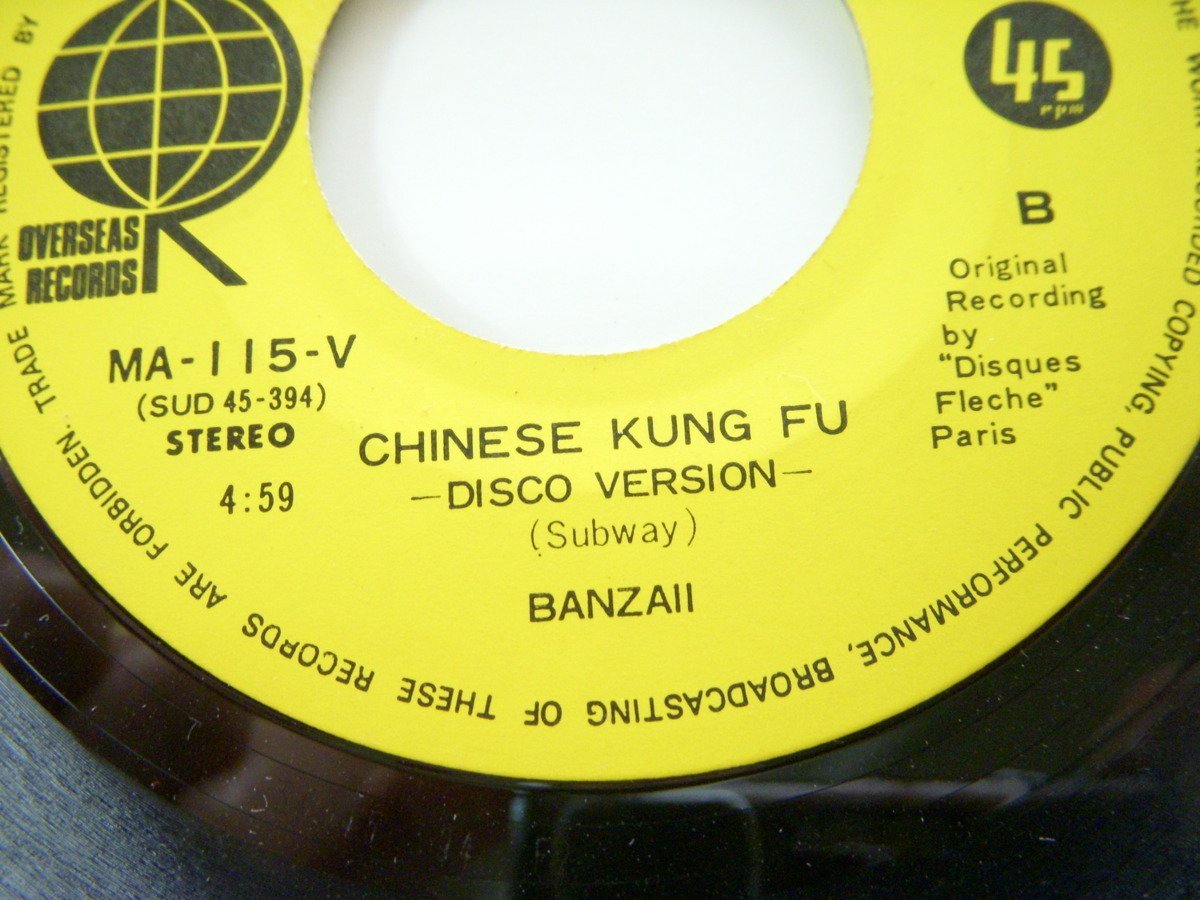 OVERSEAS
RECORDS
45
rpm
B
Original
Recording
by
"Disques
Fleche"
Paris
MA-115-V
(SUD 45-394)
STEREO
4:59
CHINESE KUNG FU
—DISCO VERSION—
(Subway)
BANZAII
COPYING, PUBLIC PERFORMANCE, BROADCASTING OF THESE RECORDS ARE FORBIDDEN. TRADE MARK REGISTERED BY